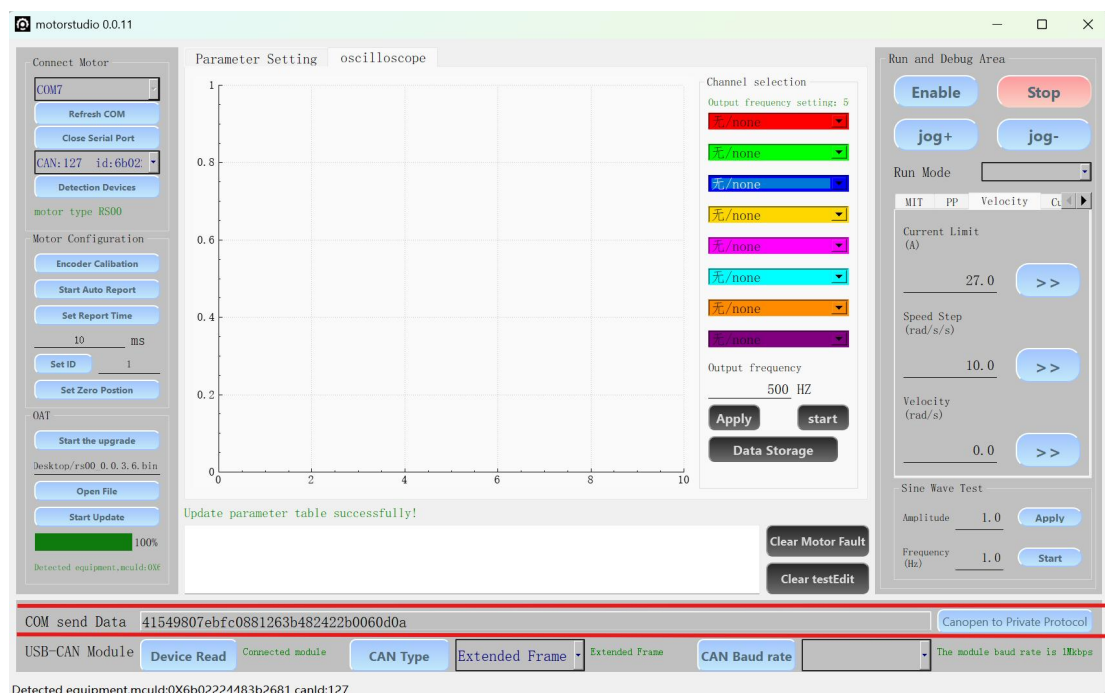 motorstudio 0.0.11
Connect Motor
COM7
Refresh COM
Close Serial Port
CAN:127 id:6b02
Detection Devices
motor type RS00
Motor Configuration
Encoder Calibation
Start Auto Report
Set Report Time
10 ms
Set ID 1
Set Zero Postion
OAT
Start the upgrade
Desktop/rs00_0.0.3.6.bin
Open File
Start Update
100%
Detected equipment,mcuId:0X6
Parameter Setting oscilloscope
1
0.8
0.6
0.4
0.2
0
0 2 4 6 8 10
Channel selection
Output frequency setting: 5
无/none
无/none
无/none
无/none
无/none
无/none
无/none
无/none
Output frequency
500 HZ
Apply start
Data Storage
Update parameter table successfully!
Clear Motor Fault
Clear testEdit
Run and Debug Area
Enable Stop
jog+ jog-
Run Mode
MIT PP Velocity Cu
Current Limit
(A)
27.0 >>
Speed Step
(rad/s/s)
10.0 >>
Velocity
(rad/s)
0.0 >>
Sine Wave Test
Amplitude 1.0 Apply
Frequency
(Hz) 1.0 Start
COM send Data 41549807ebfc0881263b482422b0060d0a Canopen to Private Protocol
USB-CAN Module Device Read Connected module CAN Type Extended Frame Extended Frame CAN Baud rate The module baud rate is 1Mkbps
Detected equipment,mcuId:0X6b02224483b2681 canId:127